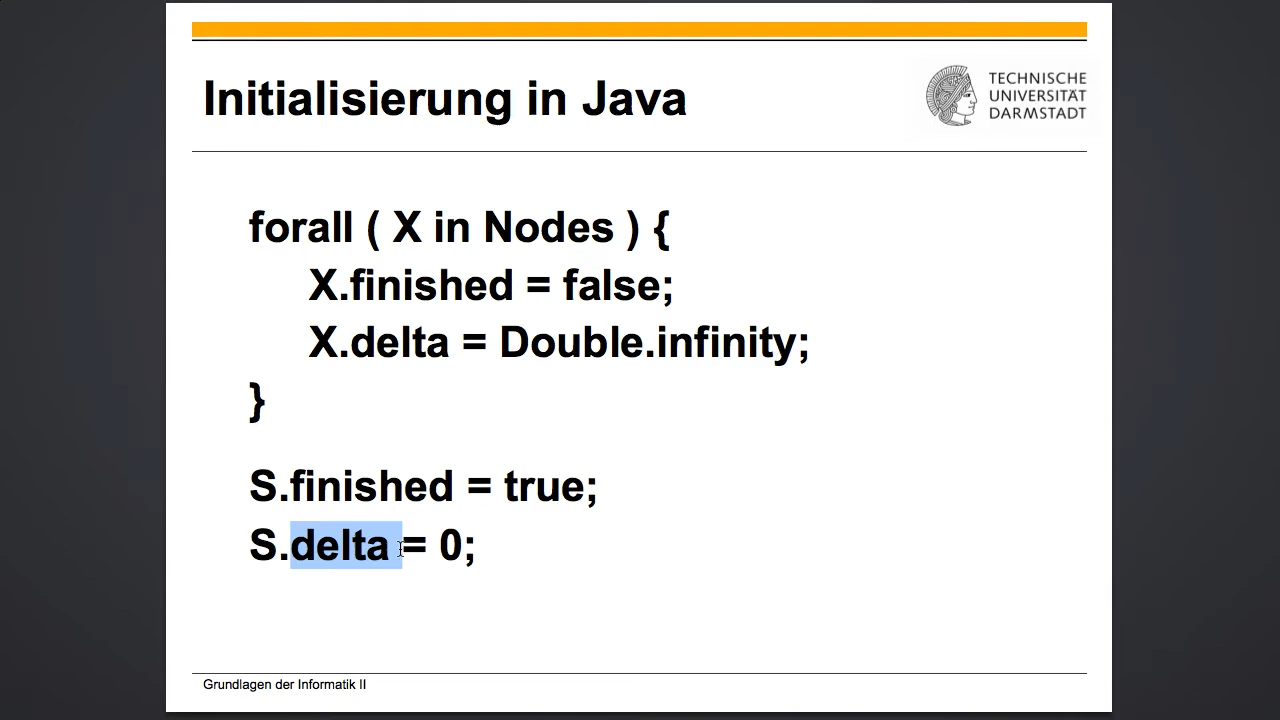 Initialisierung in Java
TECHNISCHE
UNIVERSITÄT
DARMSTADT
forall ( X in Nodes ) {
X.finished = false;
X.delta = Double.infinity;
}
S.finished = true;
S.delta = 0;
Grundlagen der Informatik II